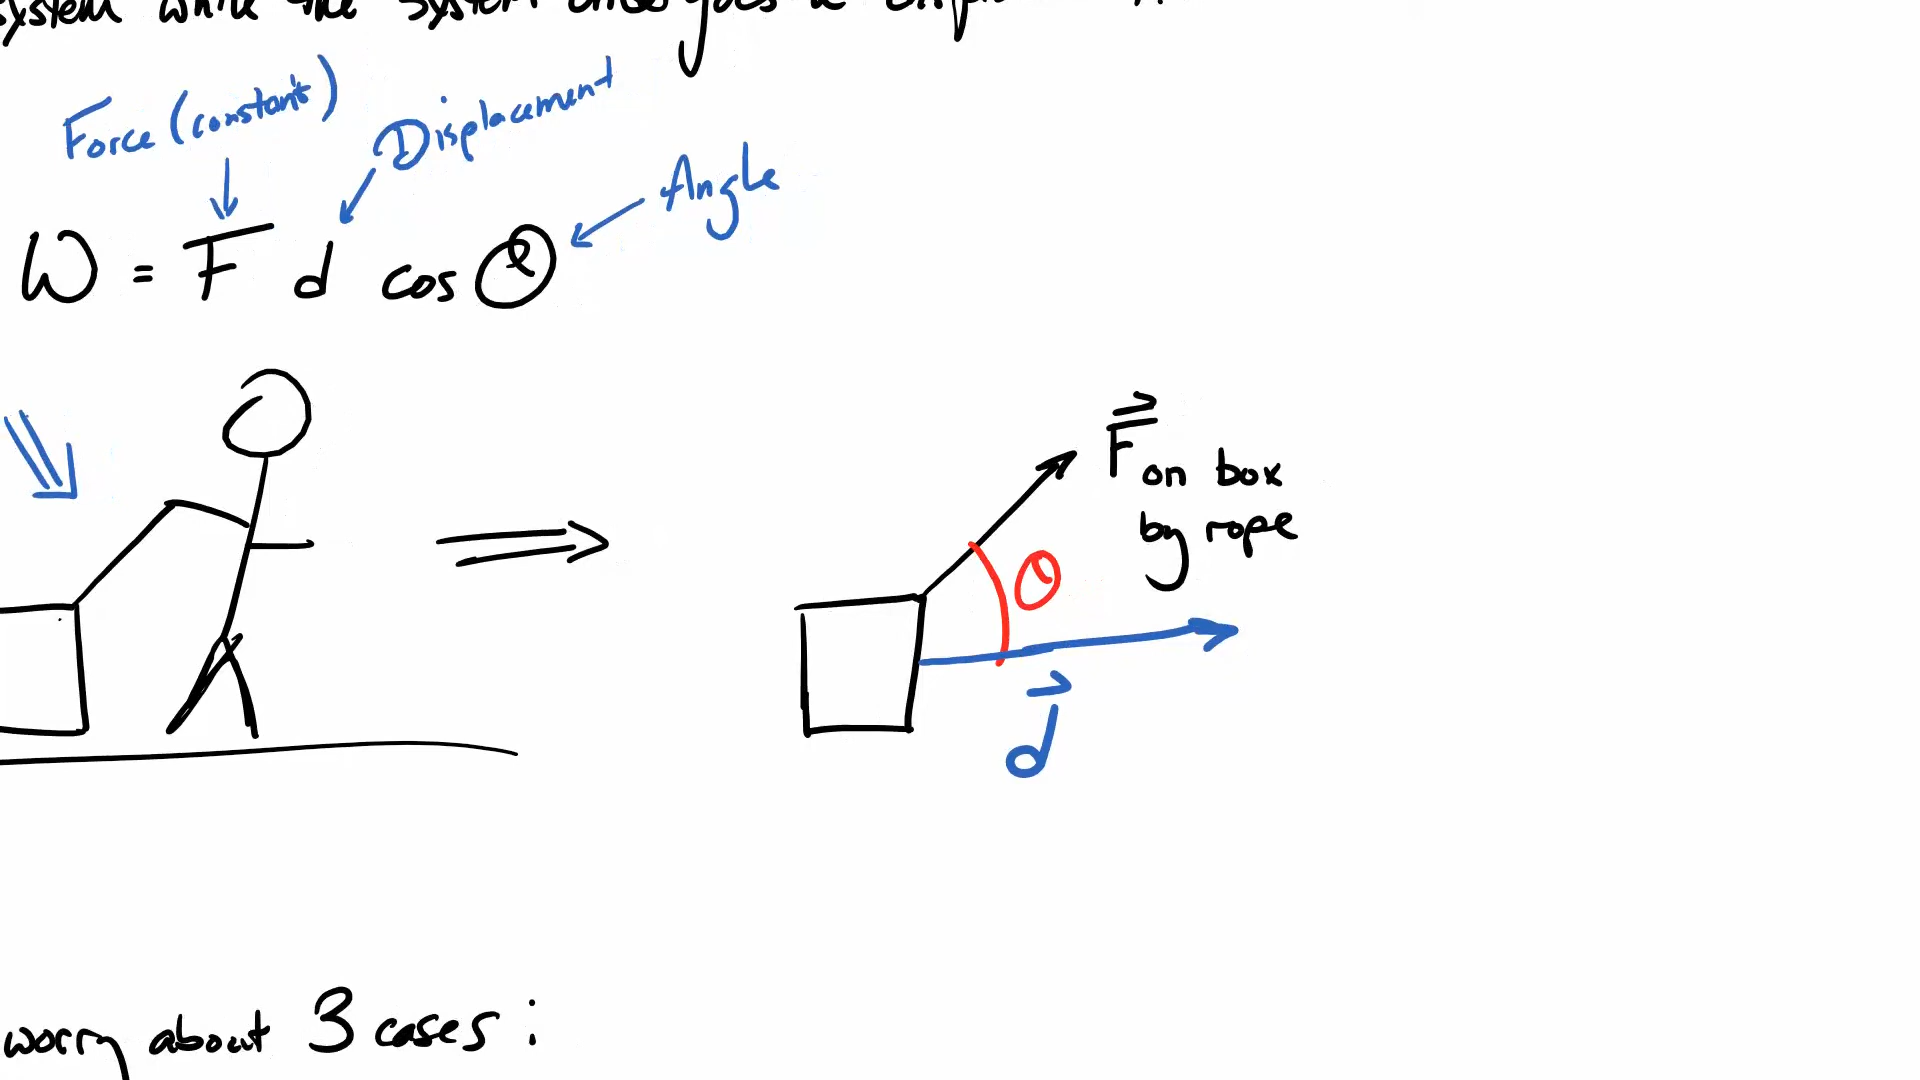 system while the system undergoes a
Force (constant)
Displacement
Angle
W = F d cos θ
F⃗ on box
by rope
θ
d⃗
worry about 3 cases :